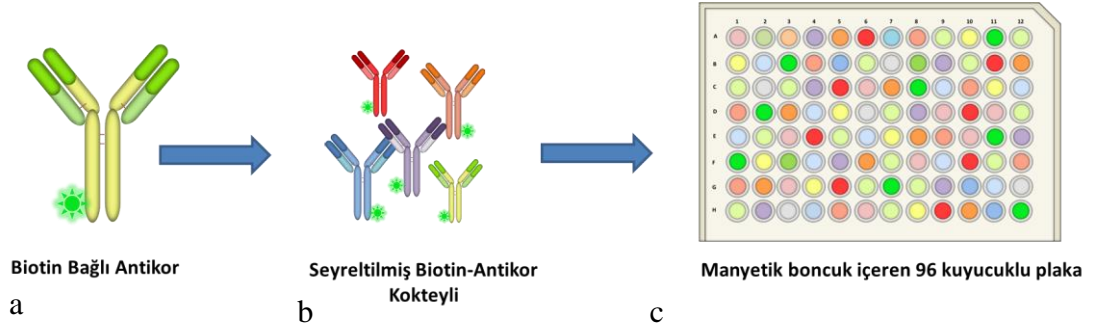 1 2 3 4 5 6 7 8 9 10 11 12
A
B
C
D
E
F
G
H
Biotin Bağlı Antikor
Seyreltilmiş Biotin-Antikor
Kokteyli
Manyetik boncuk içeren 96 kuyucuklu plaka
a
b
c